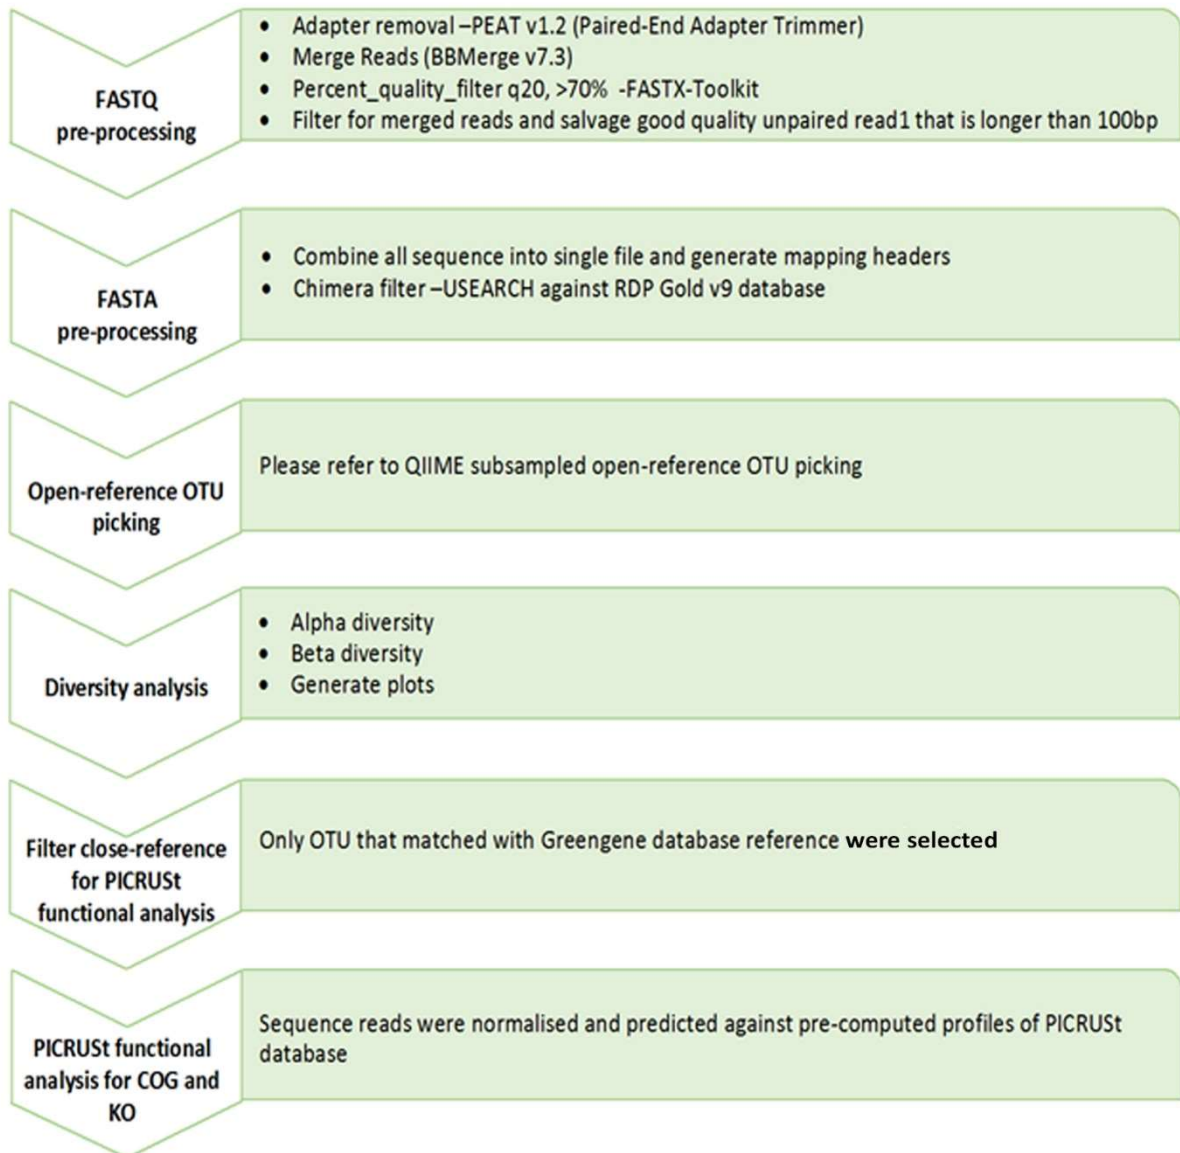 FASTQ
pre-processing
• Adapter removal –PEAT v1.2 (Paired-End Adapter Trimmer)
• Merge Reads (BBMerge v7.3)
• Percent_quality_filter q20, >70%  -FASTX-Toolkit
• Filter for merged reads and salvage good quality unpaired read1 that is longer than 100bp
FASTA
pre-processing
• Combine all sequence into single file and generate mapping headers
• Chimera filter –USEARCH against RDP Gold v9 database
Open-reference OTU
picking
Please refer to QIIME subsampled open-reference OTU picking
Diversity analysis
• Alpha diversity
• Beta diversity
• Generate plots
Filter close-reference
for PICRUSt
functional analysis
Only OTU that matched with Greengene database reference were selected
PICRUSt functional
analysis for COG and
KO
Sequence reads were normalised and predicted against pre-computed profiles of PICRUSt
database